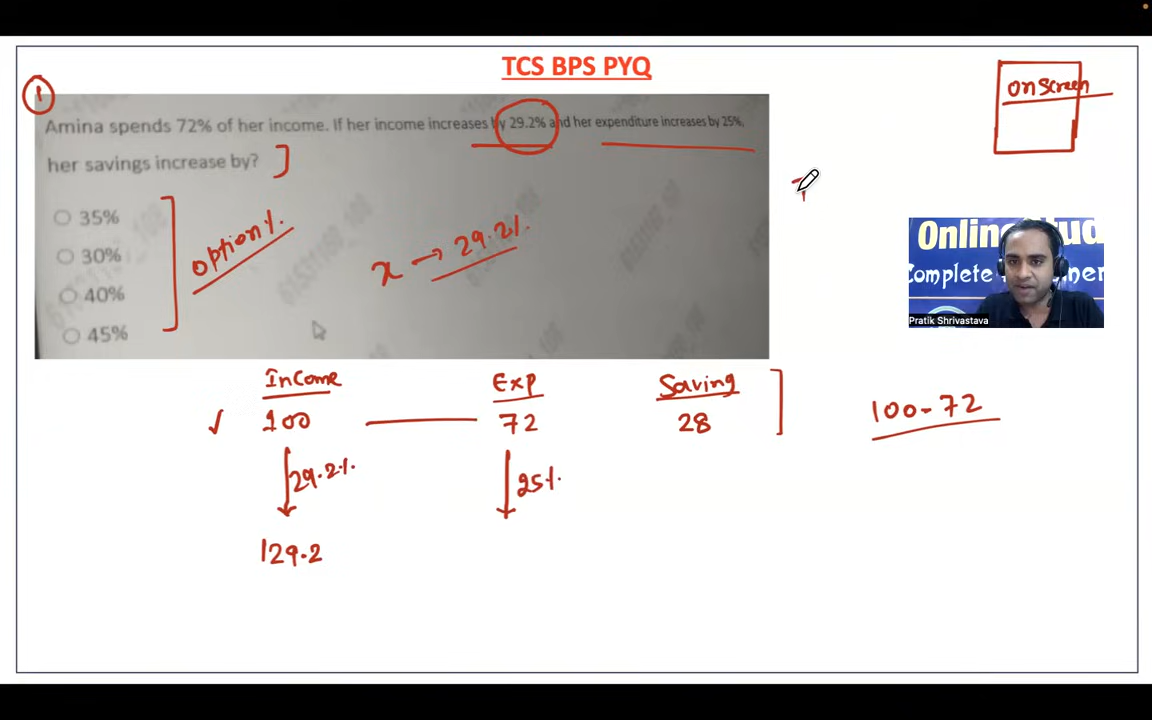 TCS BPS PYQ
1
Amina spends 72% of her income. If her income increases by 29.2% and her expenditure increases by 25%,
her savings increase by?
35%
30%
40%
45%
option%
x → 29.2%
onscreen
Online
Complete
Pratik Shrivastava
Income Exp Saving
100 72 28
100-72
29.2% 25%
129.2